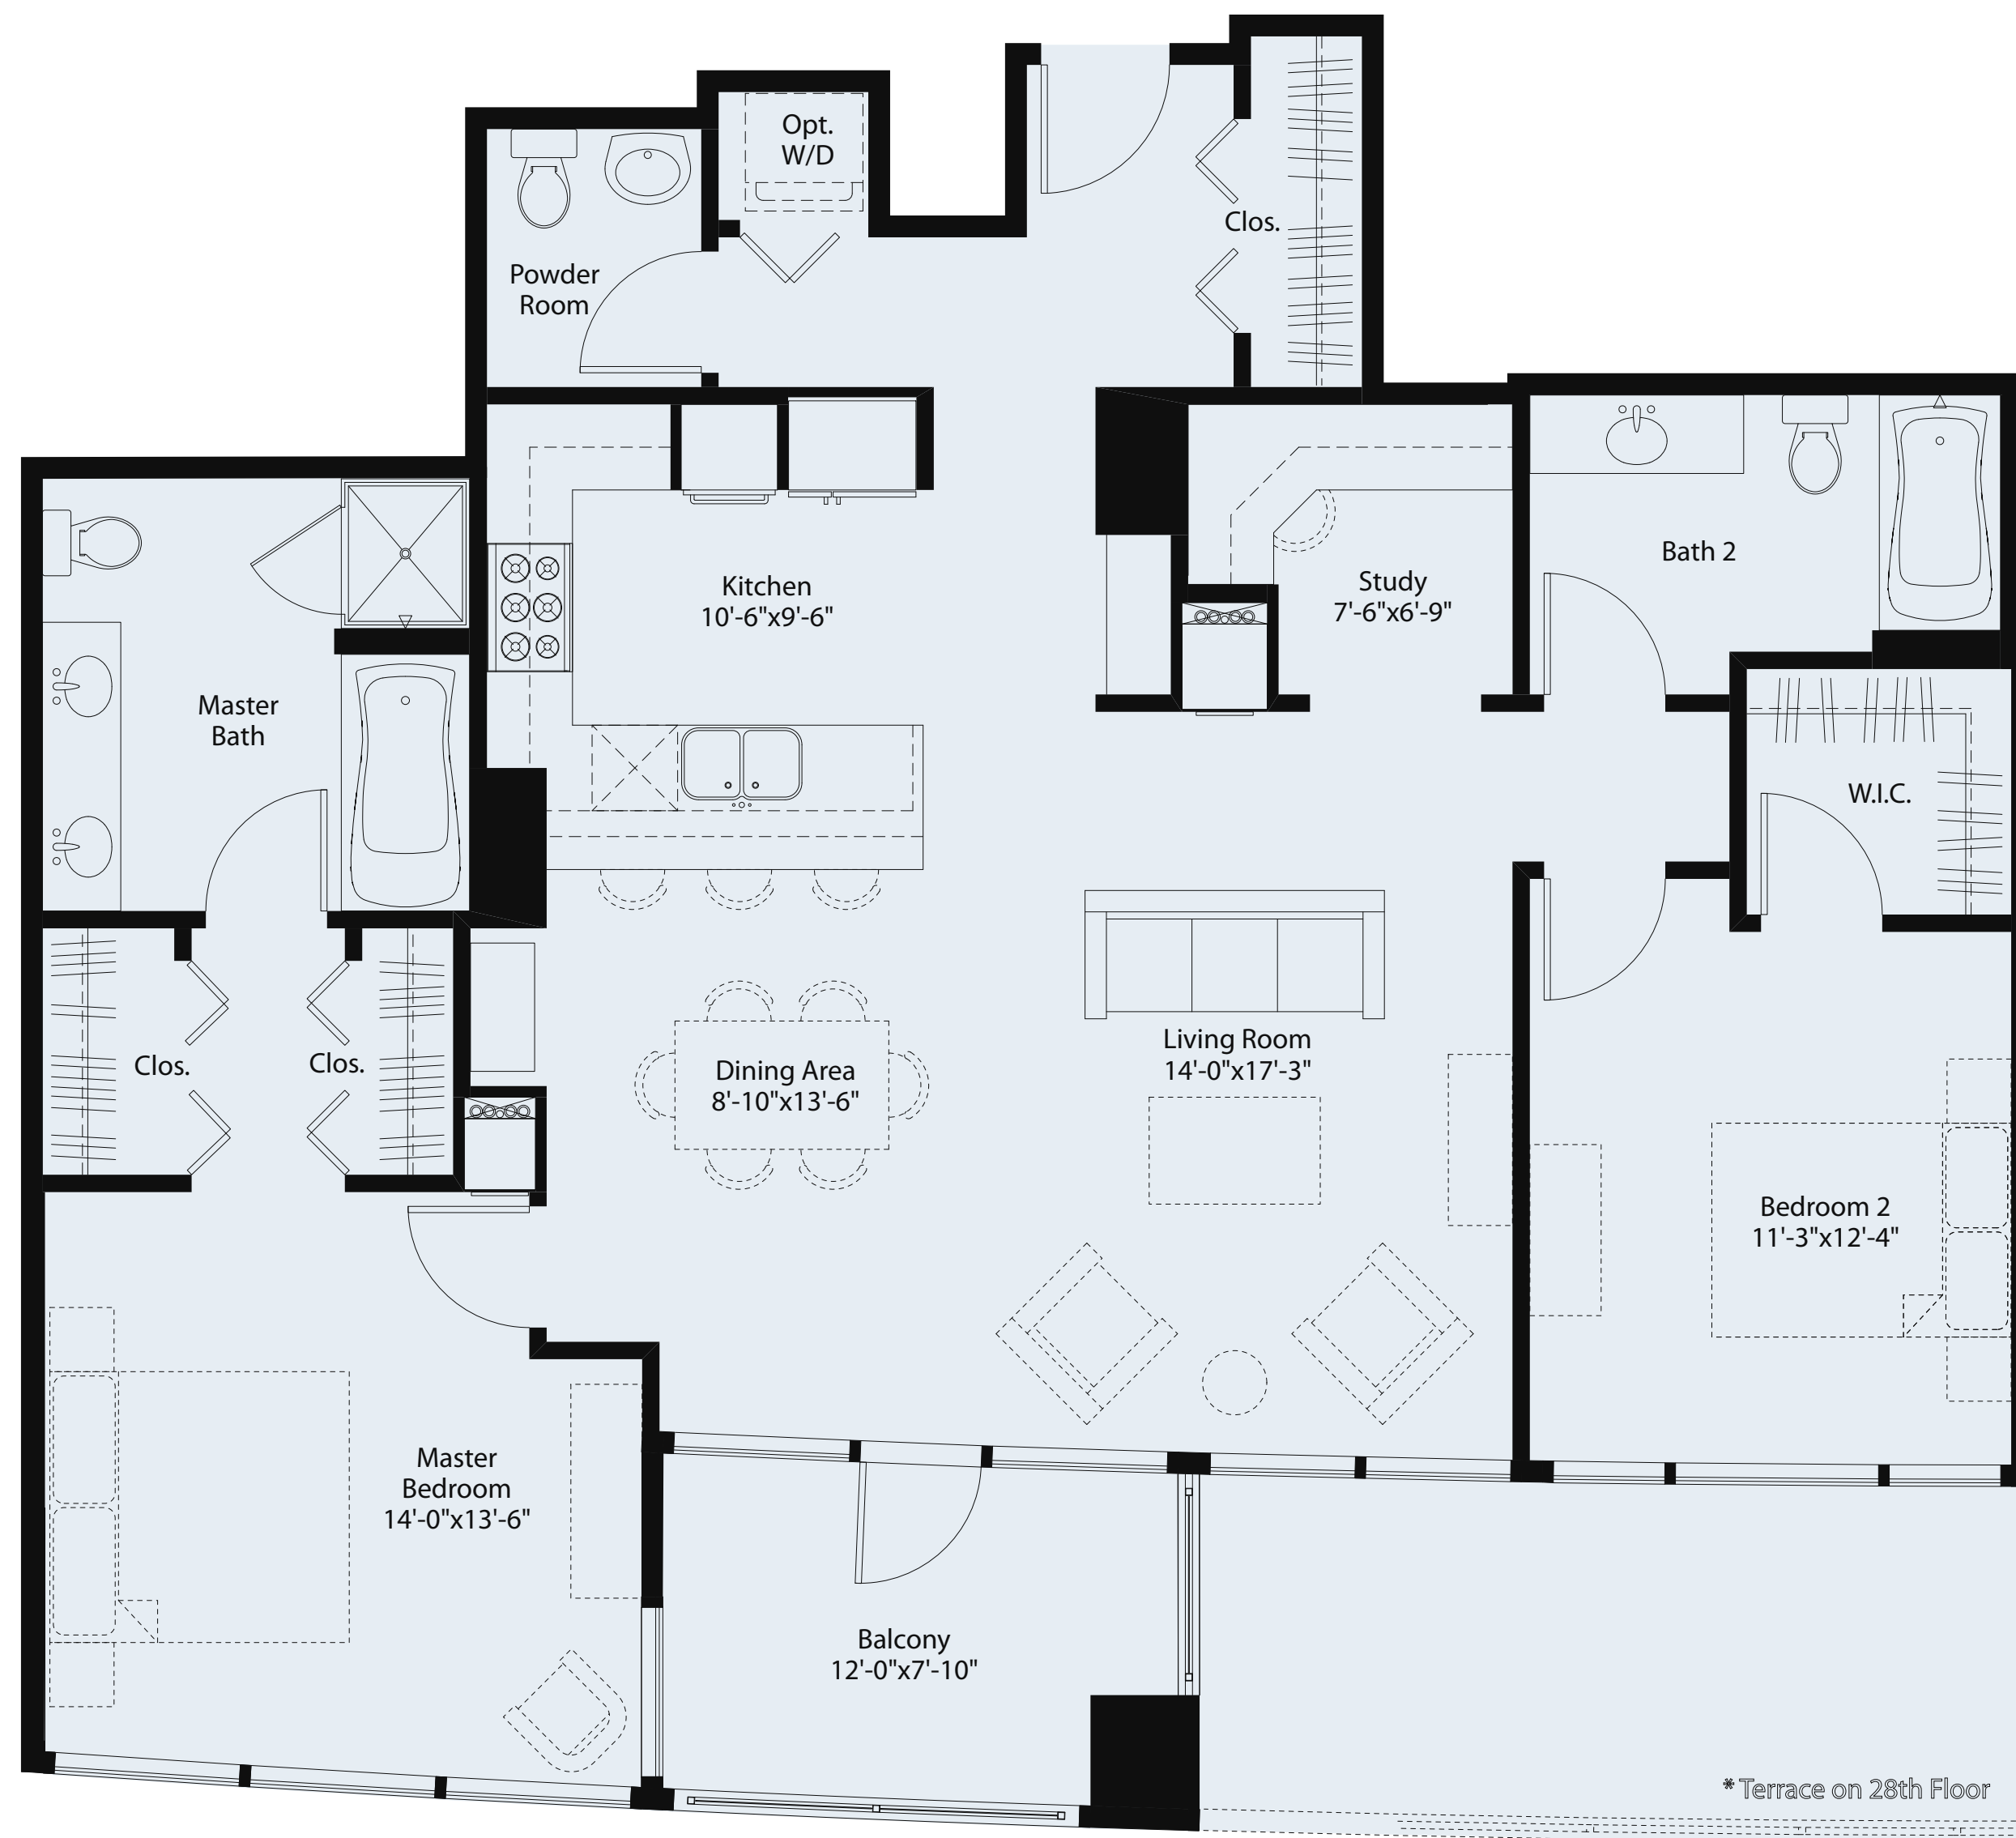 Opt.
W/D
Clos.
Powder
Room
Kitchen
10'-6"x9'-6"
Study
7'-6"x6'-9"
Bath 2
Master
Bath
W.I.C.
Clos.
Clos.
Dining Area
8'-10"x13'-6"
Living Room
14'-0"x17'-3"
Bedroom 2
11'-3"x12'-4"
Master
Bedroom
14'-0"x13'-6"
Balcony
12'-0"x7'-10"
* Terrace on 28th Floor